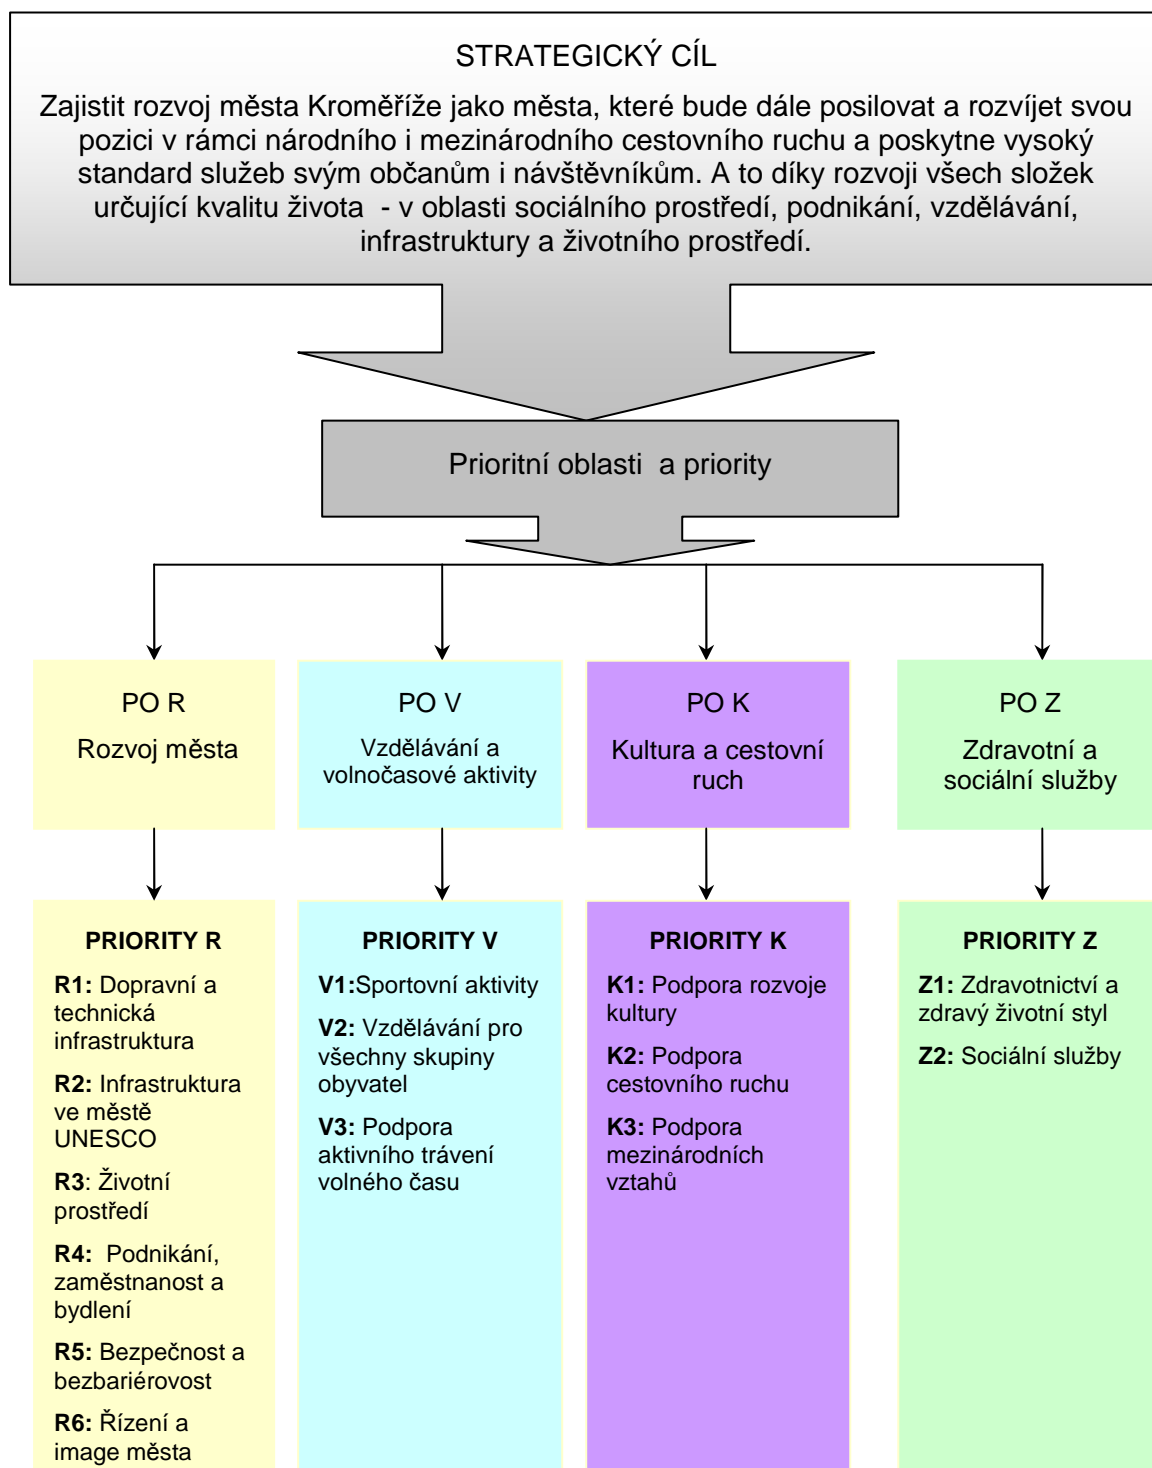 STRATEGICKÝ CÍL
Zajistit rozvoj města Kroměříže jako města, které bude dále posilovat a rozvíjet svou
pozici v rámci národního i mezinárodního cestovního ruchu a poskytne vysoký
standard služeb svým občanům i návštěvníkům. A to díky rozvoji všech složek
určující kvalitu života - v oblasti sociálního prostředí, podnikání, vzdělávání,
infrastruktury a životního prostředí.
Prioritní oblasti a priority
PO R
Rozvoj města
PO V
Vzdělávání a
volnočasové aktivity
PO K
Kultura a cestovní
ruch
PO Z
Zdravotní a
sociální služby
PRIORITY R
R1: Dopravní a
technická
infrastruktura
R2: Infrastruktura
ve městě
UNESCO
R3: Životní
prostředí
R4: Podnikání,
zaměstnanost a
bydlení
R5: Bezpečnost a
bezbariérovost
R6: Řízení a
image města
PRIORITY V
V1:Sportovní aktivity
V2: Vzdělávání pro
všechny skupiny
obyvatel
V3: Podpora
aktivního trávení
volného času
PRIORITY K
K1: Podpora rozvoje
kultury
K2: Podpora
cestovního ruchu
K3: Podpora
mezinárodních
vztahů
PRIORITY Z
Z1: Zdravotnictví a
zdravý životní styl
Z2: Sociální služby